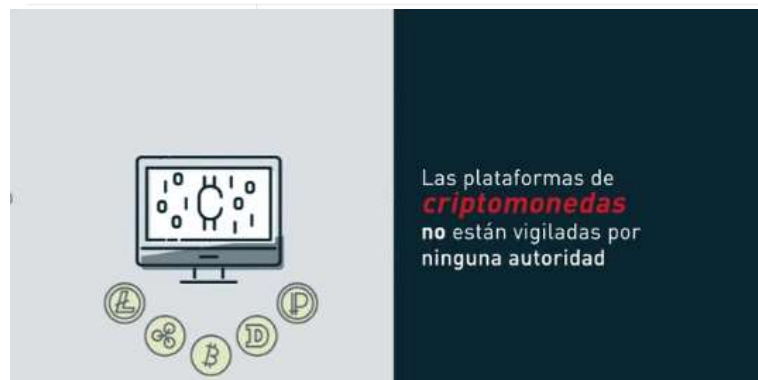 Las plataformas de
criptomonedas
no están vigiladas por
ninguna autoridad